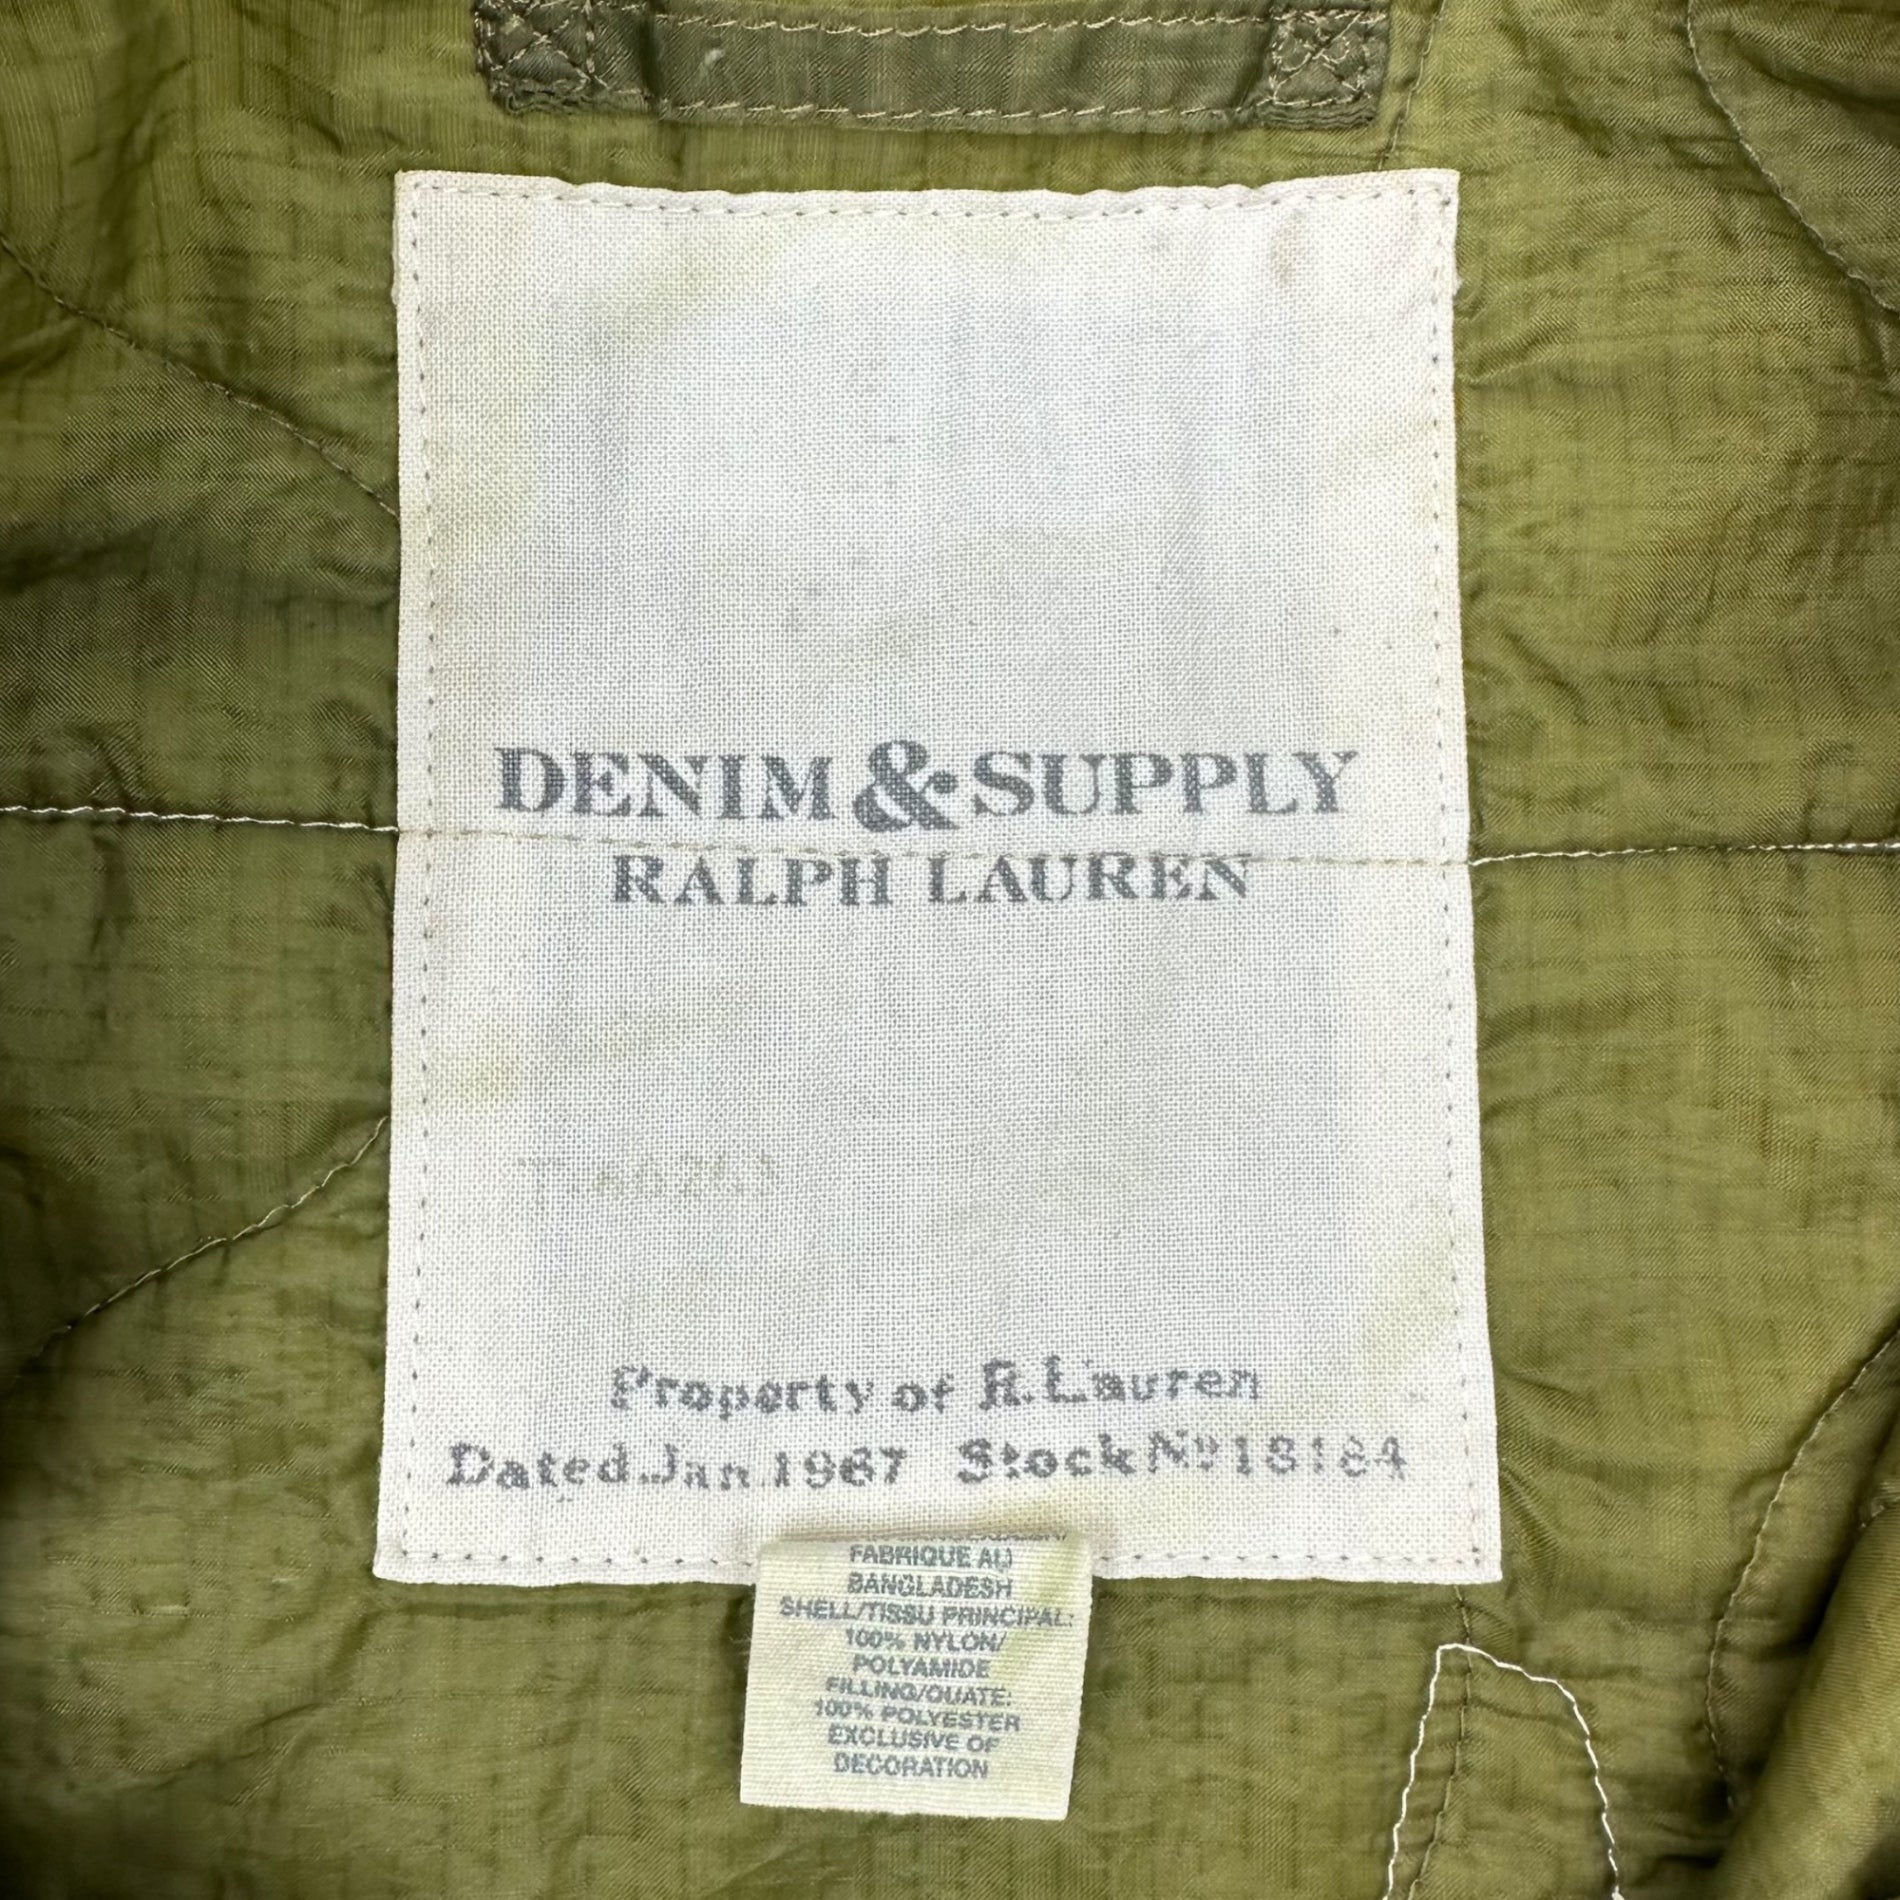 DENIM & SUPPLY
RALPH LAUREN
Property of R. Lauren
Dated Jan 1967 Stock No 18184
FABRIQUE AU
BANGLADESH
SHELL/TISSU PRINCIPAL:
100% NYLON/
POLYAMIDE
FILLING/OUATE:
100% POLYESTER
EXCLUSIVE OF
DECORATION